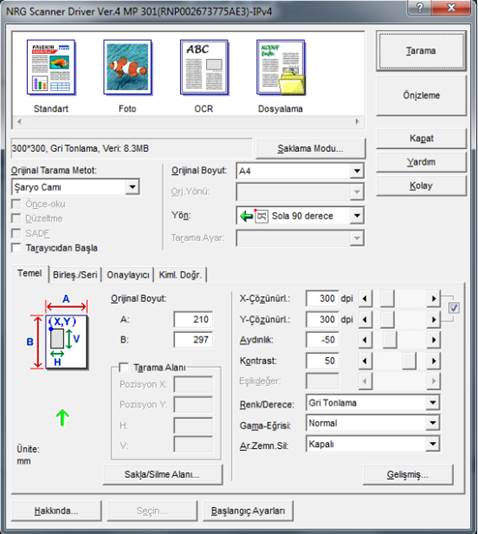 NRG Scanner Driver Ver.4 MP 301(RNP002673775AE3)-IPv4
ABC
Standart
Foto
OCR
Dosyalama
Tarama
Önizleme
300*300, Gri Tonlama, Veri: 8.3MB
Saklama Modu...
Kapat
Yardım
Kolay
Orijinal Tarama Metot:
Şaryo Camı
Önce-oku
Düzeltme
SADF
Tarayıcıdan Başla
Orijinal Boyut:
A4
Orj.Yönü:
Yön:
Sola 90 derece
Tarama Ayar:
Temel
Birleş./Seri
Onaylayıcı
Kiml. Doğr.
A
(X,Y)
B
V
H
Ünite:
mm
Orijinal Boyut:
A:
210
B:
297
Tarama Alanı
Pozisyon X:
Pozisyon Y:
H:
V:
Sakla/Silme Alanı...
X-Çözünürl.:
300
dpi
Y-Çözünürl.:
300
dpi
Aydınlık:
-50
Kontrast:
50
Eşikdeğer:
Renk/Derece:
Gri Tonlama
Gama-Eğrisi:
Normal
Ar.Zemn.Sil:
Kapalı
Gelişmiş...
Hakkında...
Seçin...
Başlangıç Ayarları